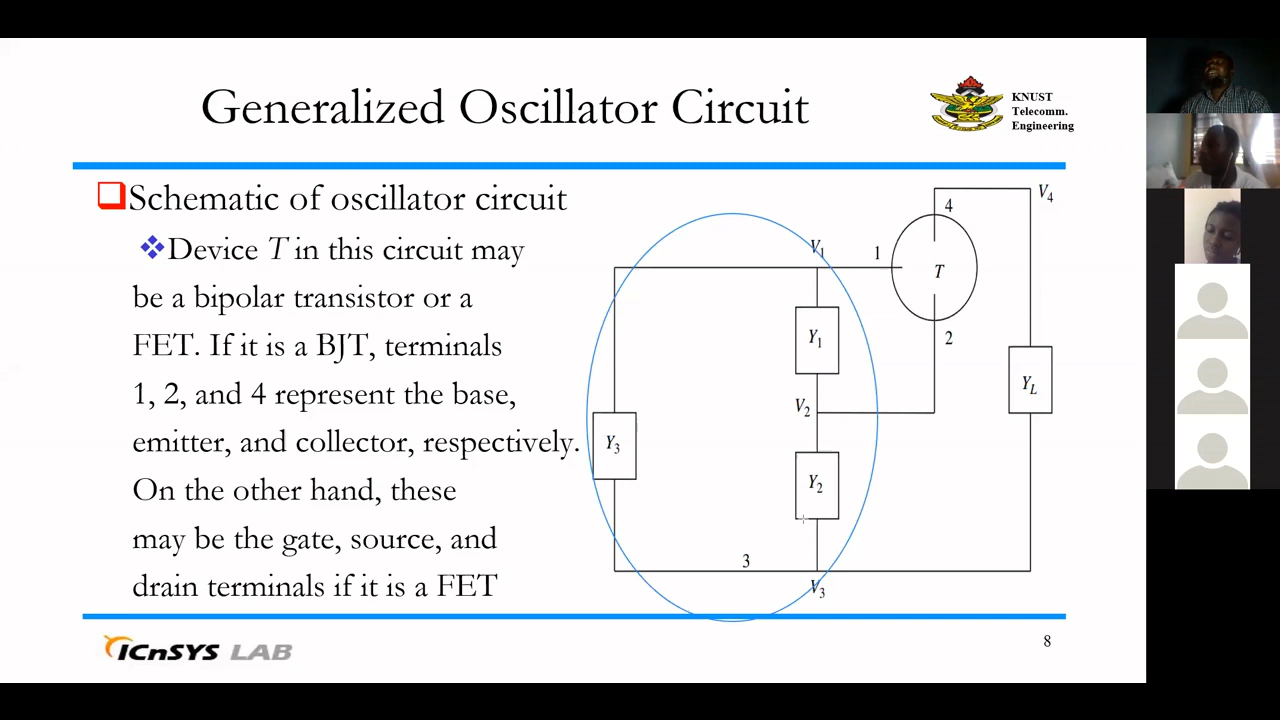 Generalized Oscillator Circuit
KNUST
Telecomm.
Engineering
Schematic of oscillator circuit
Device T in this circuit may
be a bipolar transistor or a
FET. If it is a BJT, terminals
1, 2, and 4 represent the base,
emitter, and collector, respectively.
On the other hand, these
may be the gate, source, and
drain terminals if it is a FET
4
V4
V1
1
T
Y1
2
V2
YL
Y3
Y2
3
V3
ICnSYS LAB
8